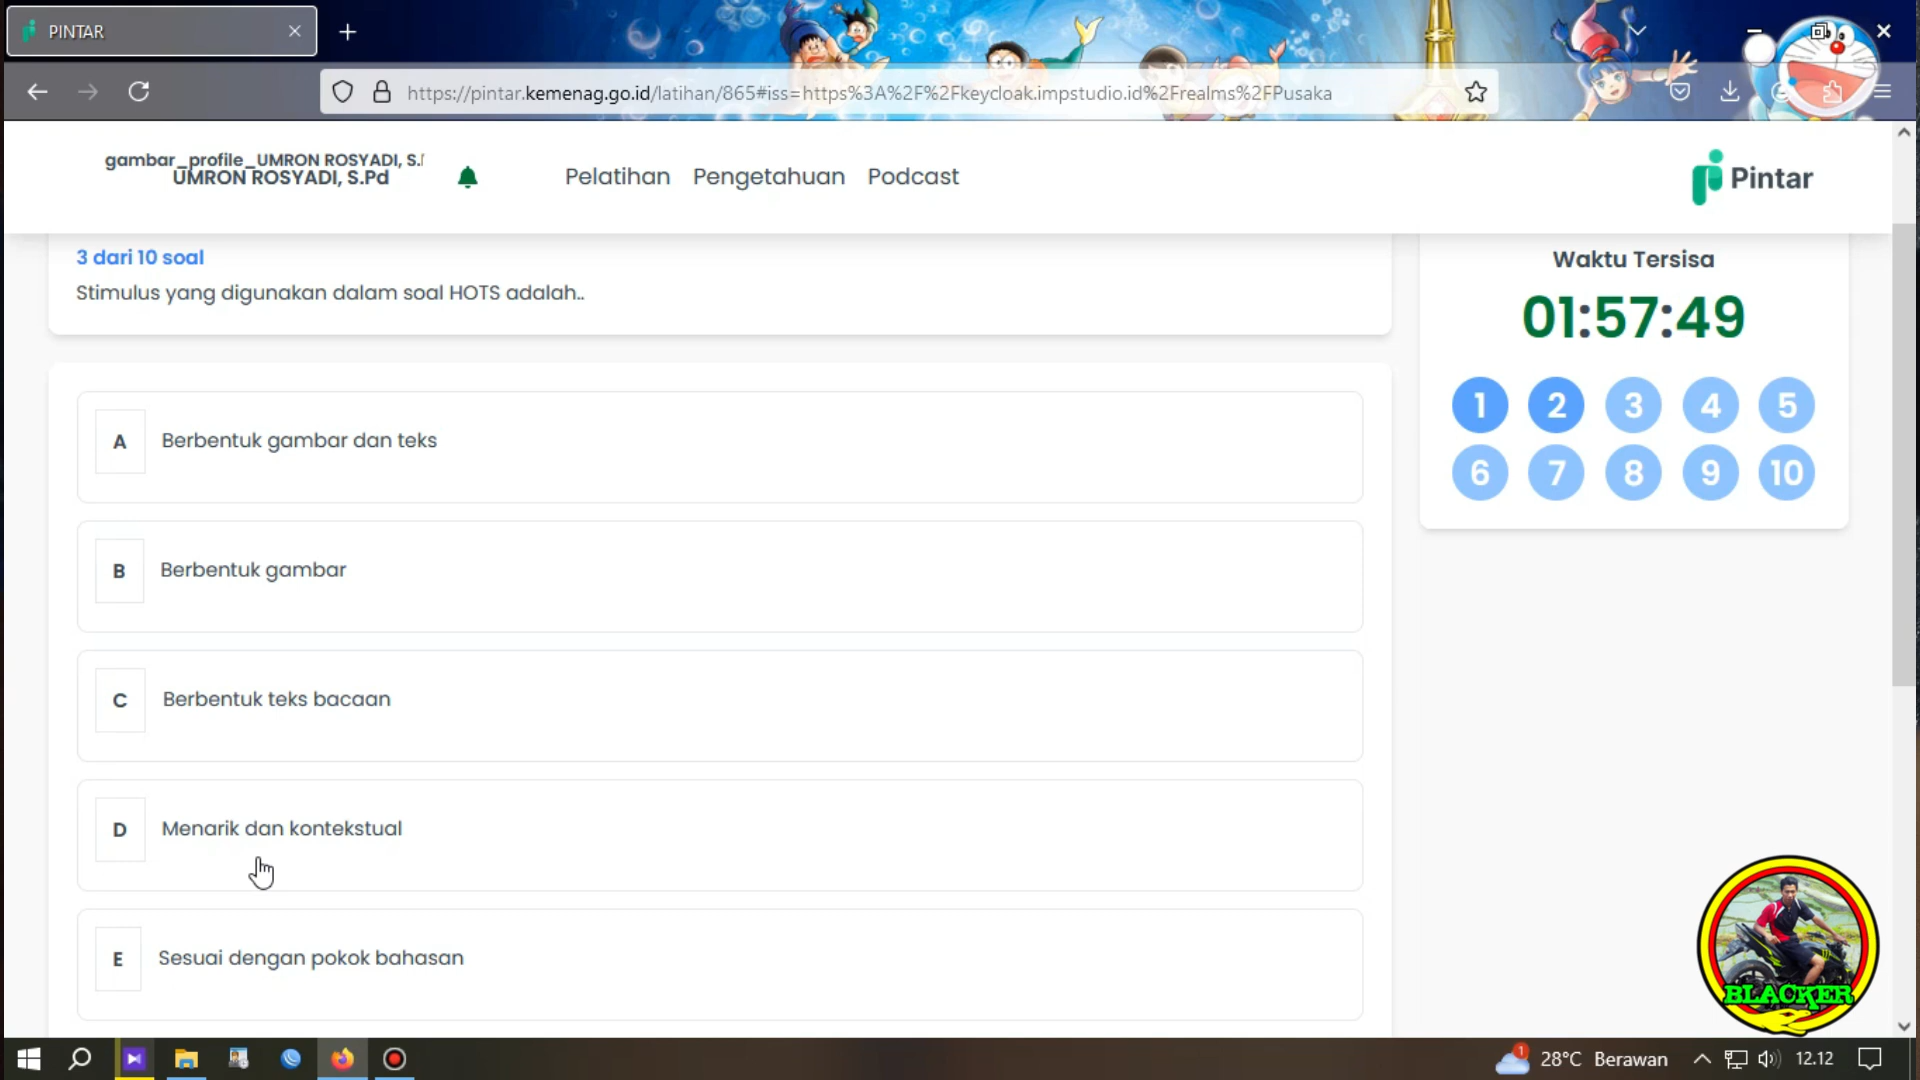 PINTAR
https://pintar.kemenag.go.id/latihan/865#iss=https%3A%2F%2Fkeycloak.impstudio.id%2Frealms%2FPusaka
gambar_profile_UMRON ROSYADI, S.
UMRON ROSYADI, S.Pd
Pelatihan Pengetahuan Podcast
Pintar
3 dari 10 soal
Stimulus yang digunakan dalam soal HOTS adalah..
A Berbentuk gambar dan teks
B Berbentuk gambar
C Berbentuk teks bacaan
D Menarik dan kontekstual
E Sesuai dengan pokok bahasan
Waktu Tersisa
01:57:49
1 2 3 4 5
6 7 8 9 10
BLACKER
1
28°C Berawan
12.12